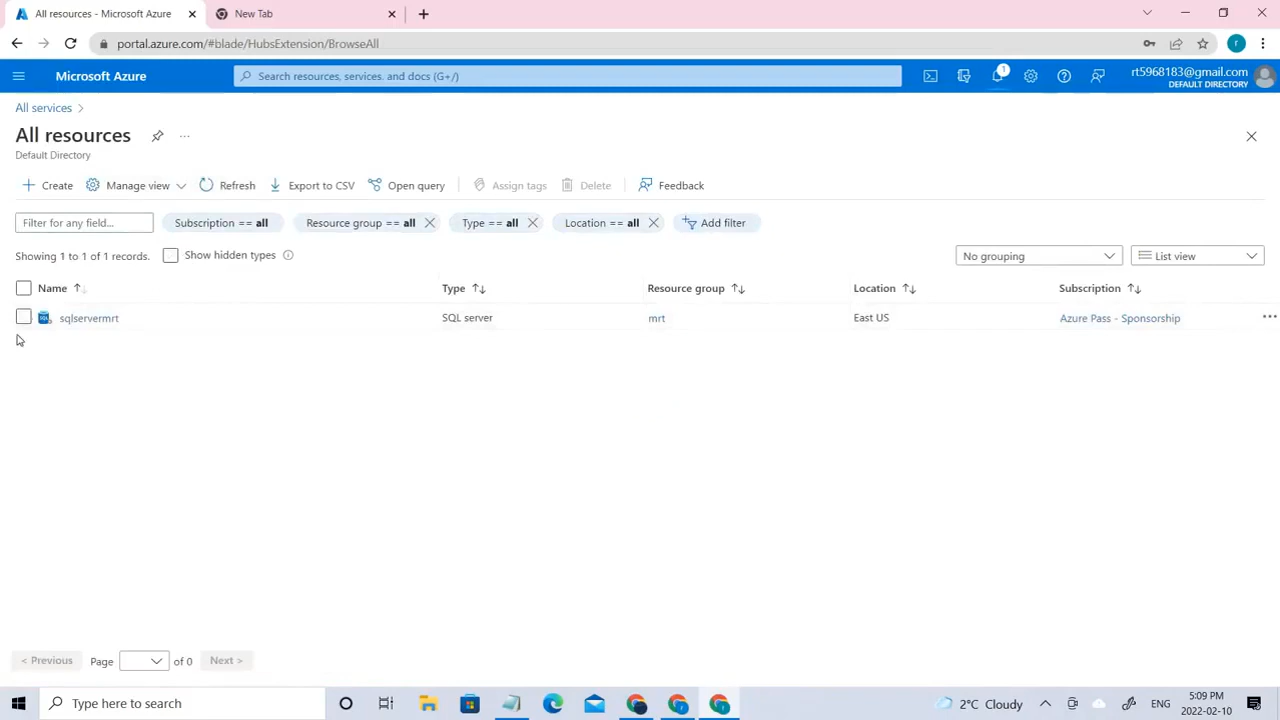 All resources - Microsoft Azure
New Tab
portal.azure.com/#blade/HubsExtension/BrowseAll
r
Microsoft Azure
Search resources, services, and docs (G+/)
1
rt5968183@gmail.com
DEFAULT DIRECTORY
All services
All resources
Default Directory
Create
Manage view
Refresh
Export to CSV
Open query
Assign tags
Delete
Feedback
Filter for any field...
Subscription == all
Resource group == all
Type == all
Location == all
Add filter
Showing 1 to 1 of 1 records.
Show hidden types
No grouping
List view
Name
Type
Resource group
Location
Subscription
SQL
sqlservermrt
SQL server
mrt
East US
Azure Pass - Sponsorship
< Previous
Page
of 0
Next >
Type here to search
2°C Cloudy
ENG
5:09 PM
2022-02-10